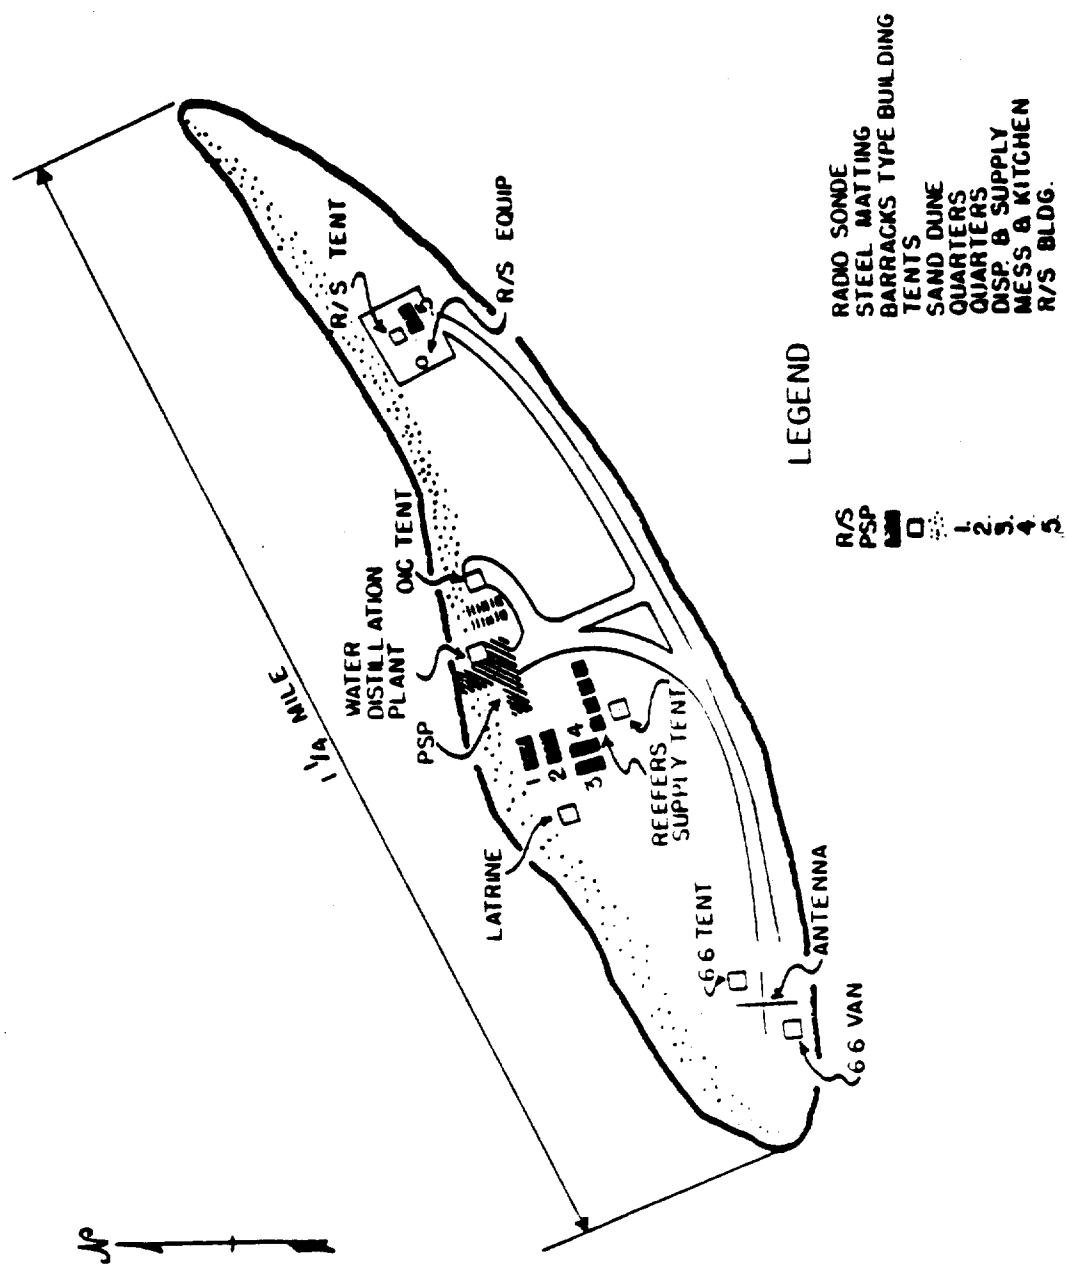 N
1 1/4 MILE
R/S TENT
R/S EQUIP
OIC TENT
WATER
DISTILLATION
PLANT
PSP
LATRINE
1
2
3
4
5
REEFERS
SUPPLY TENT
66 TENT
ANTENNA
66 VAN
LEGEND
R/S RADIO SONDE
PSP STEEL MATTING
BARRACKS TYPE BUILDING
TENTS
SAND DUNE
1. QUARTERS
2. QUARTERS
3. DISP. & SUPPLY
4. MESS & KITCHEN
5. R/S BLDG.